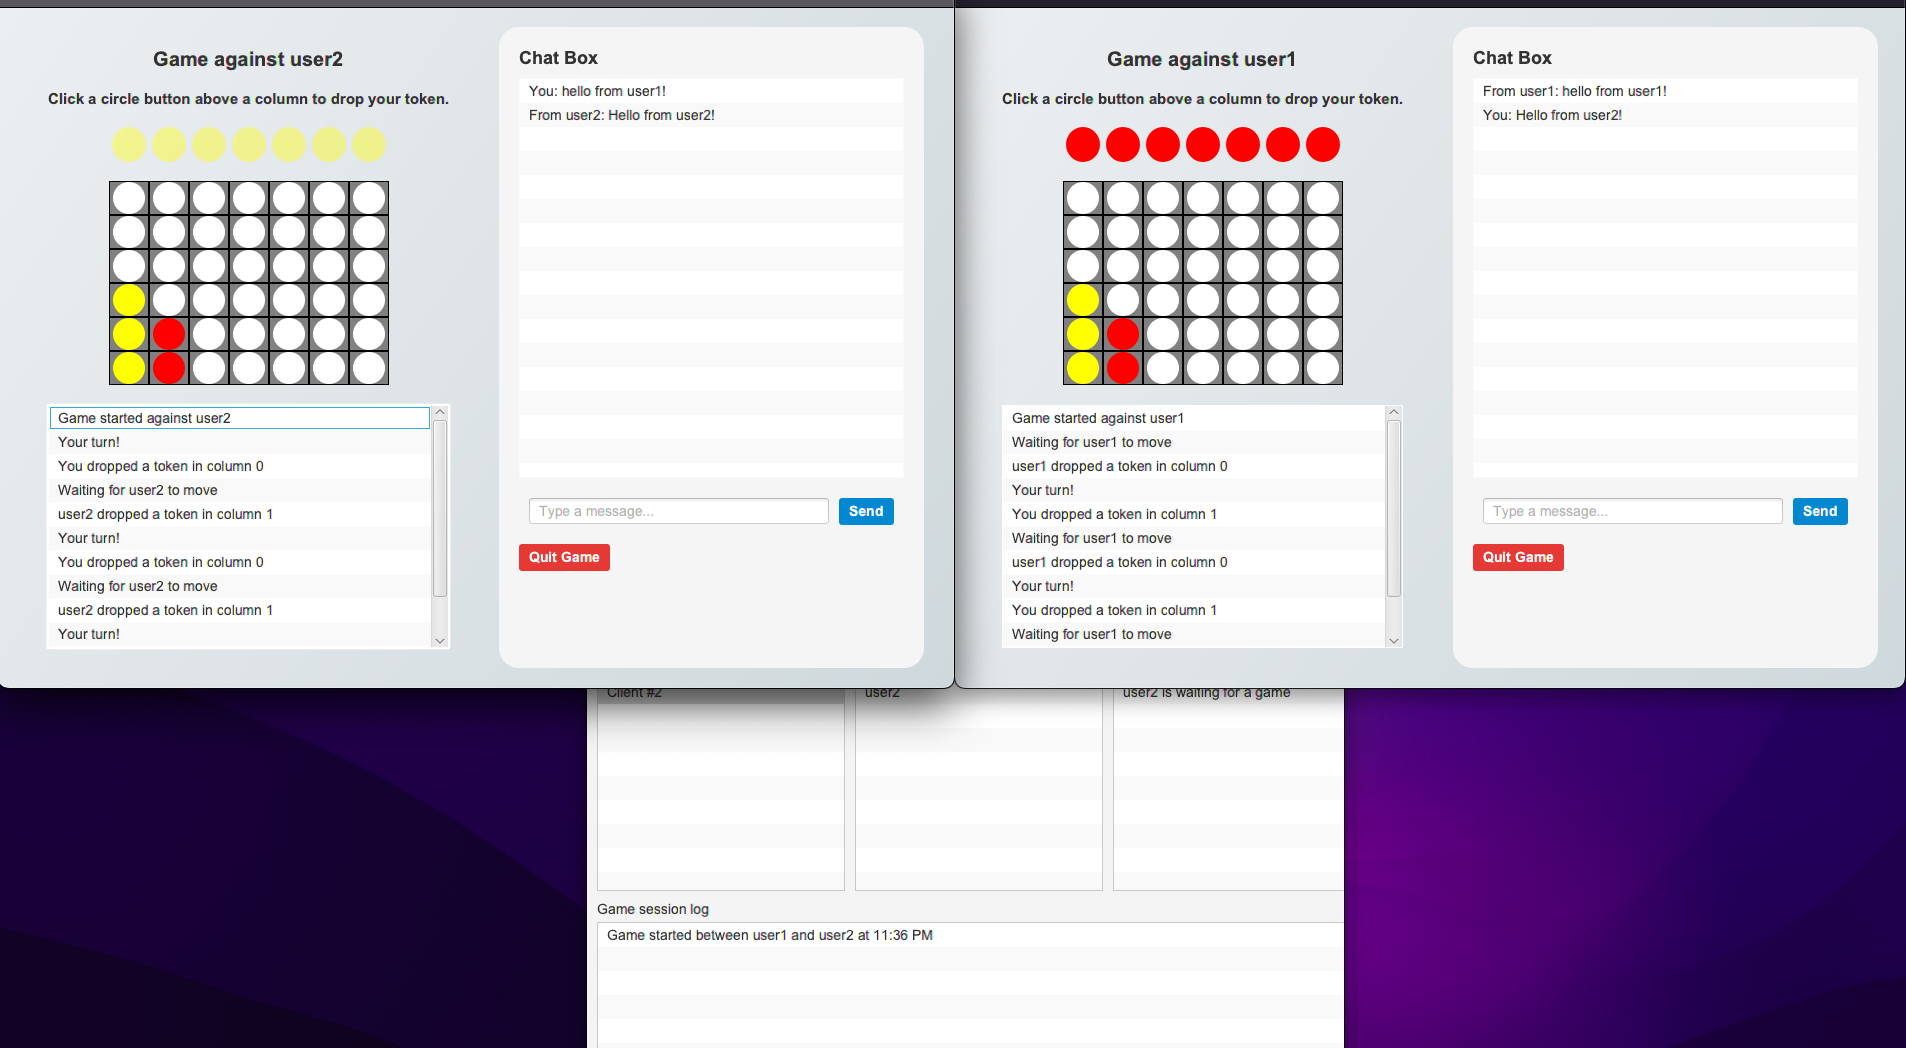 Game against user2
Click a circle button above a column to drop your token.
Game started against user2
Your turn!
You dropped a token in column 0
Waiting for user2 to move
user2 dropped a token in column 1
Your turn!
You dropped a token in column 0
Waiting for user2 to move
user2 dropped a token in column 1
Your turn!
Chat Box
You: hello from user1!
From user2: Hello from user2!
Type a message...
Send
Quit Game
Game against user1
Click a circle button above a column to drop your token.
Game started against user1
Waiting for user1 to move
user1 dropped a token in column 0
Your turn!
You dropped a token in column 1
Waiting for user1 to move
user1 dropped a token in column 0
Your turn!
You dropped a token in column 1
Waiting for user1 to move
Chat Box
From user1: hello from user1!
You: Hello from user2!
Type a message...
Send
Quit Game
Client #2
user2
user2 is waiting for a game
Game session log
Game started between user1 and user2 at 11:36 PM